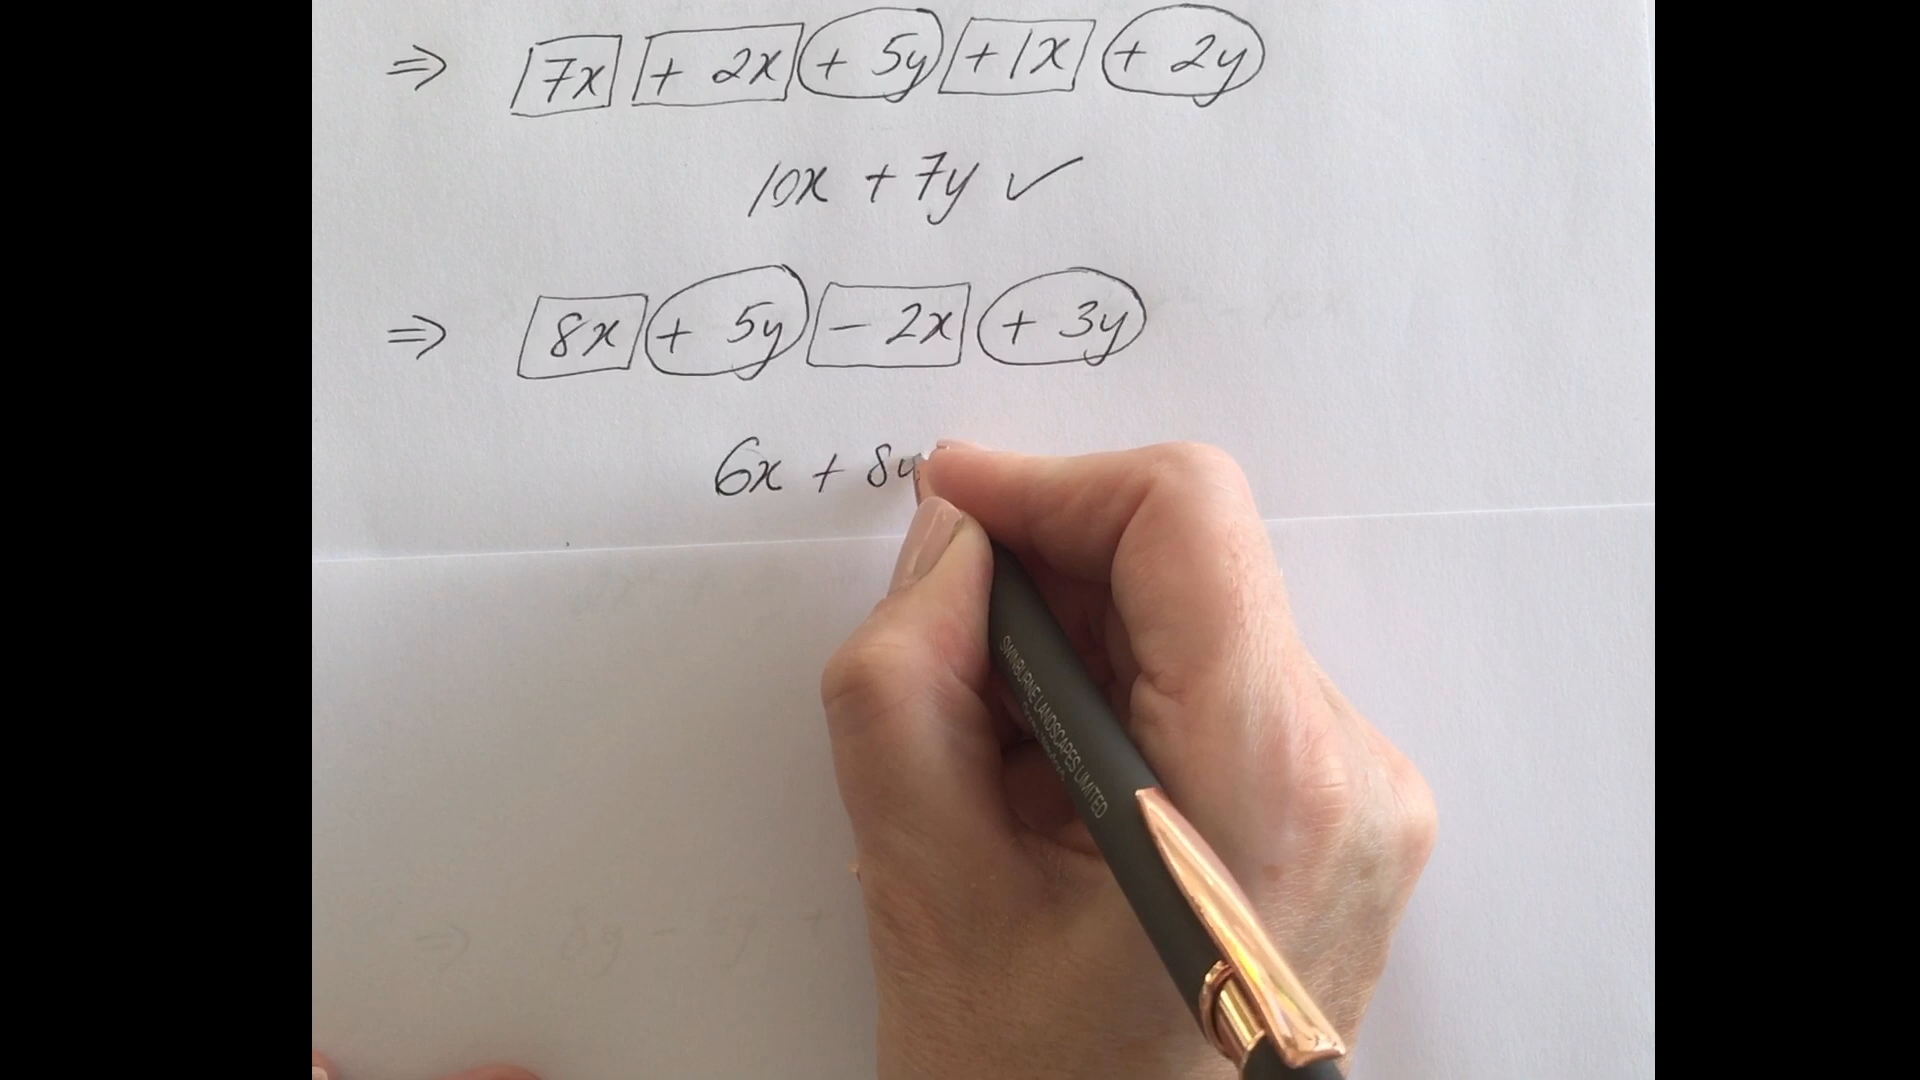 ⇒ 7x + 2x + 5y + 1x + 2y
10x + 7y ✓
⇒ 8x + 5y - 2x + 3y
6x + 8y
SWINBURNE LANDSCAPES LIMITED